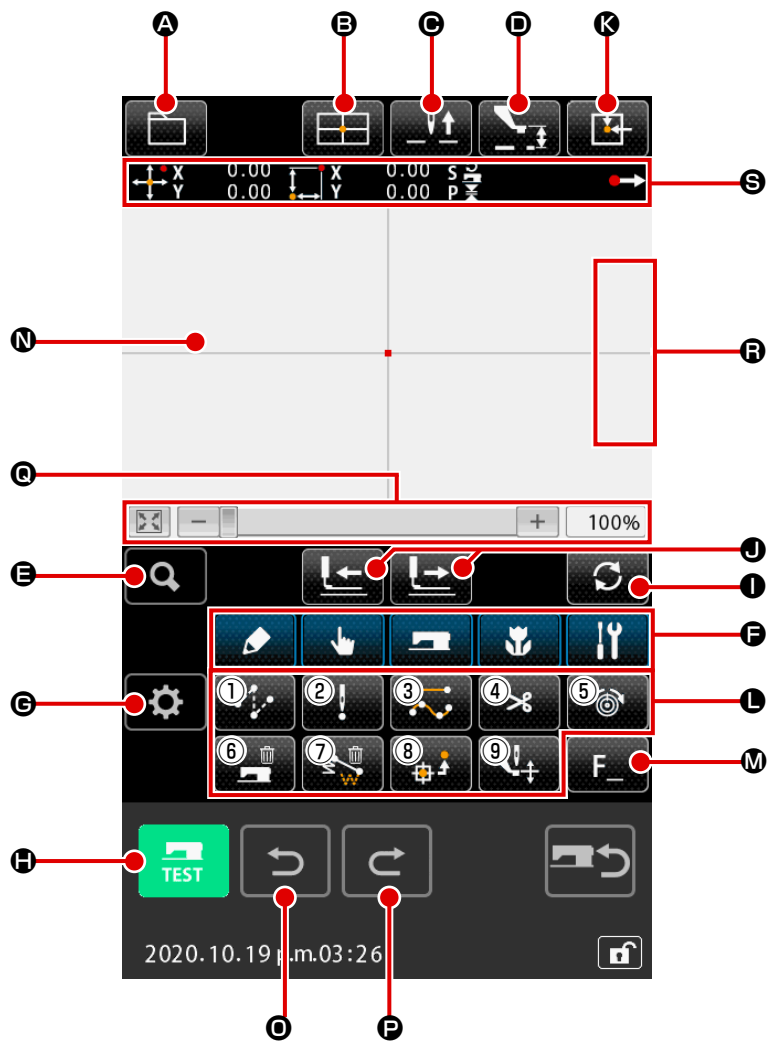 A B C D K
X 0.00 X 0.00 S
Y 0.00 Y 0.00 P
S
N
R
Q
100%
J
E
I
F
① ② ③ ④ ⑤
G
L
⑥ ⑦ ⑧ ⑨ F_
M
H
TEST
2020.10.19 p.m.03:26
O P